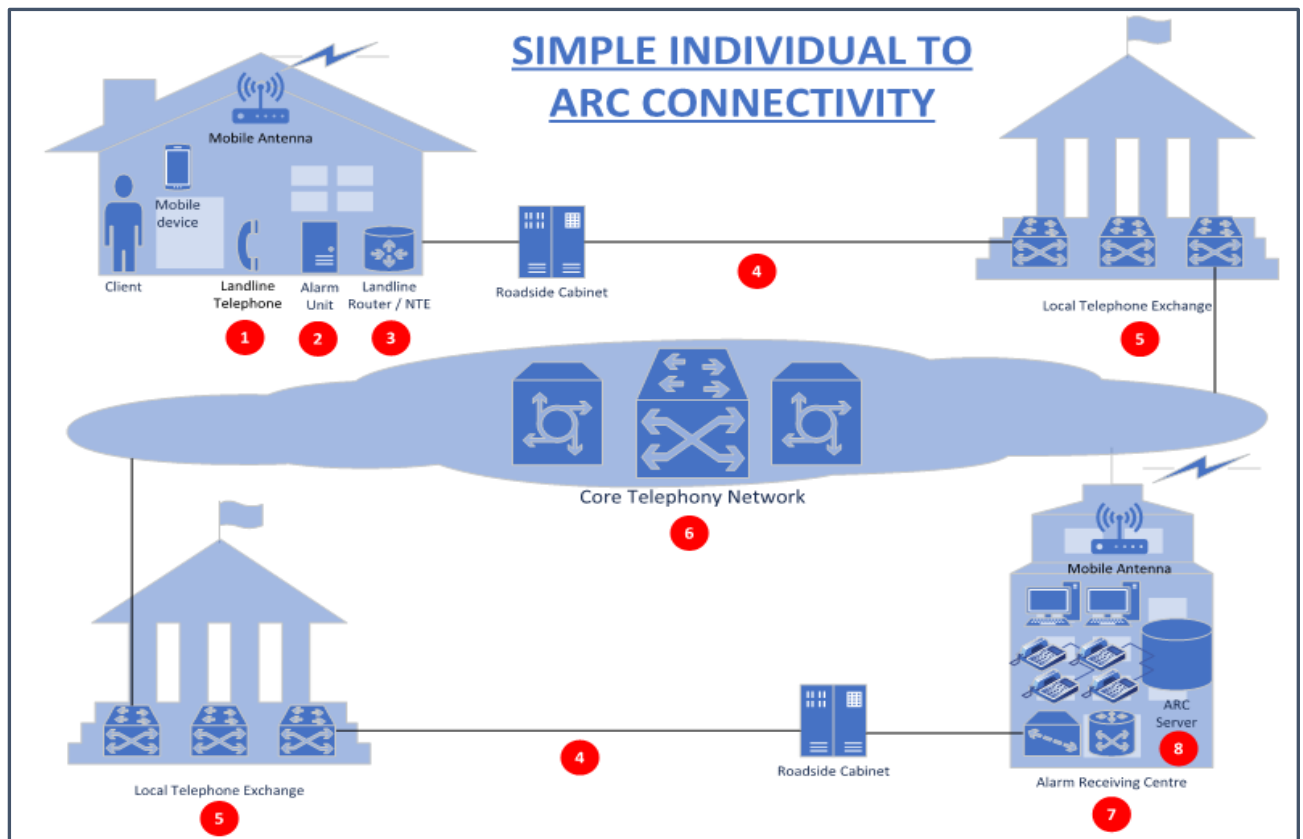 SIMPLE INDIVIDUAL TO
ARC CONNECTIVITY
Mobile Antenna
Mobile
device
Client
Landline
Telephone
Alarm
Unit
Landline
Router / NTE
1
2
3
Roadside Cabinet
4
Local Telephone Exchange
5
Core Telephony Network
6
Mobile Antenna
ARC
Server
8
Alarm Receiving Centre
7
Roadside Cabinet
4
Local Telephone Exchange
5